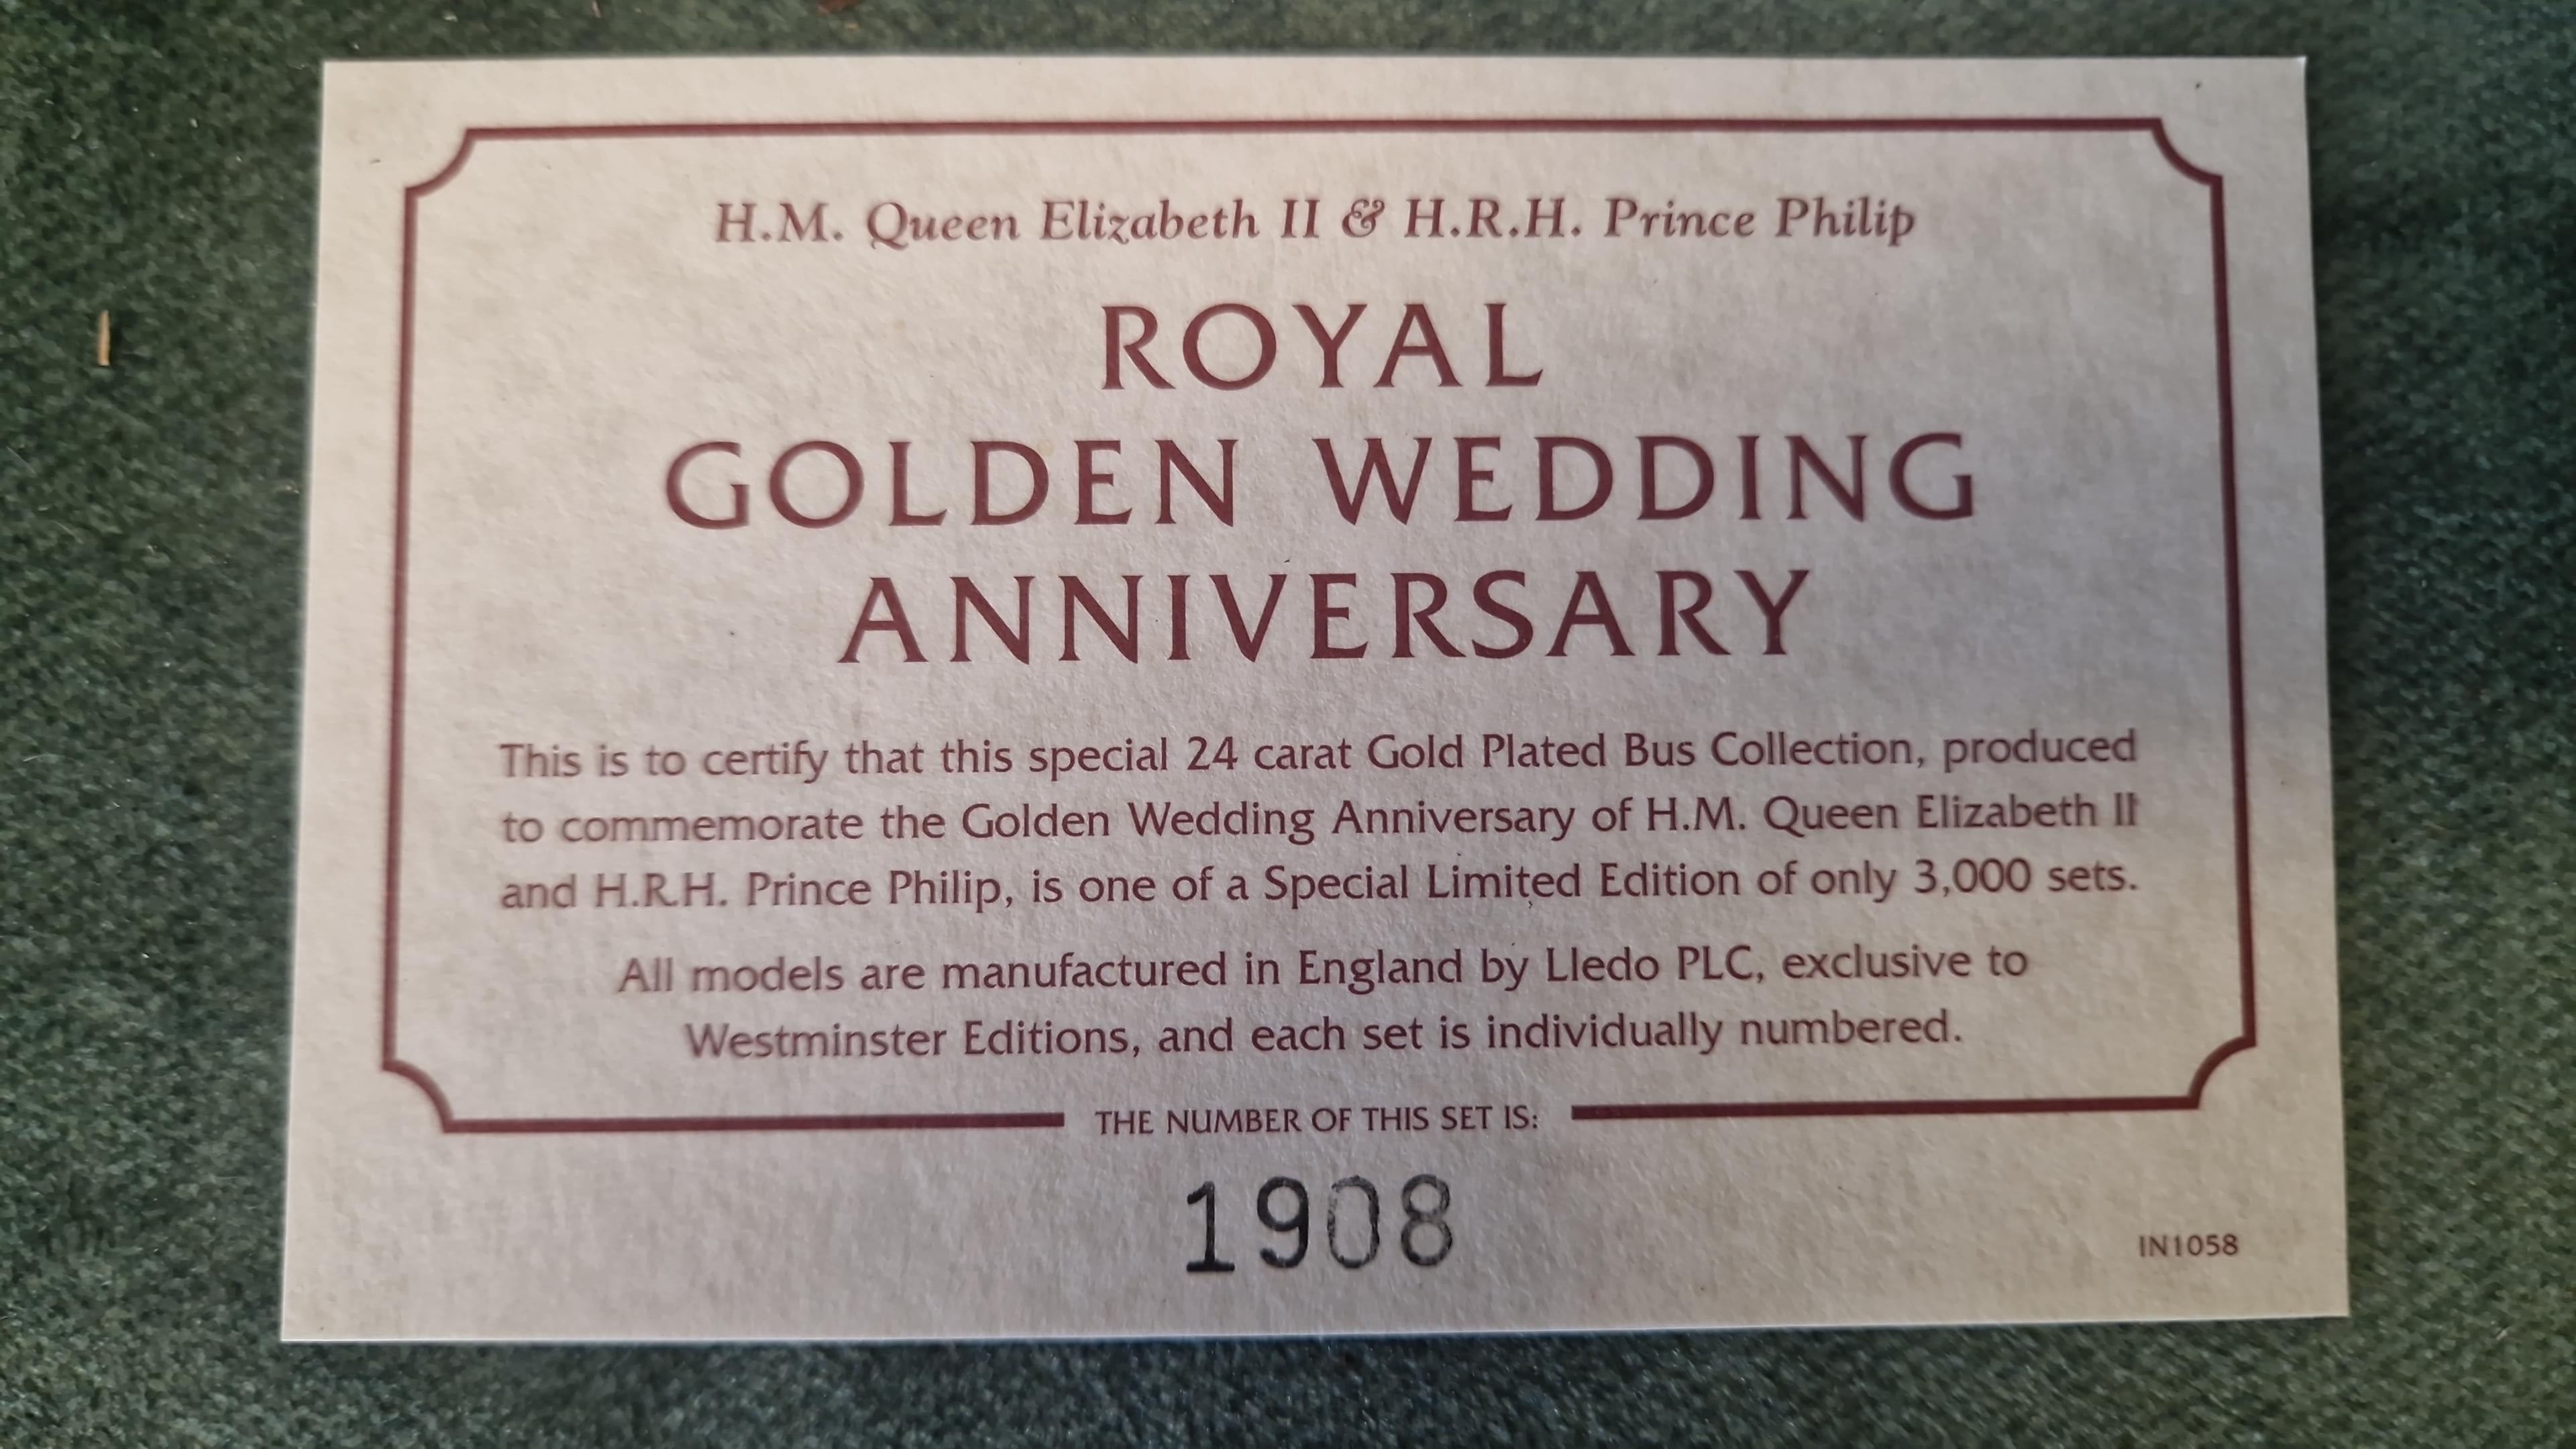 H.M. Queen Elizabeth II & H.R.H. Prince Philip
ROYAL
GOLDEN WEDDING
ANNIVERSARY
This is to certify that this special 24 carat Gold Plated Bus Collection, produced
to commemorate the Golden Wedding Anniversary of H.M. Queen Elizabeth II
and H.R.H. Prince Philip, is one of a Special Limited Edition of only 3,000 sets.
All models are manufactured in England by Lledo PLC, exclusive to
Westminster Editions, and each set is individually numbered.
THE NUMBER OF THIS SET IS:
1908
IN1058